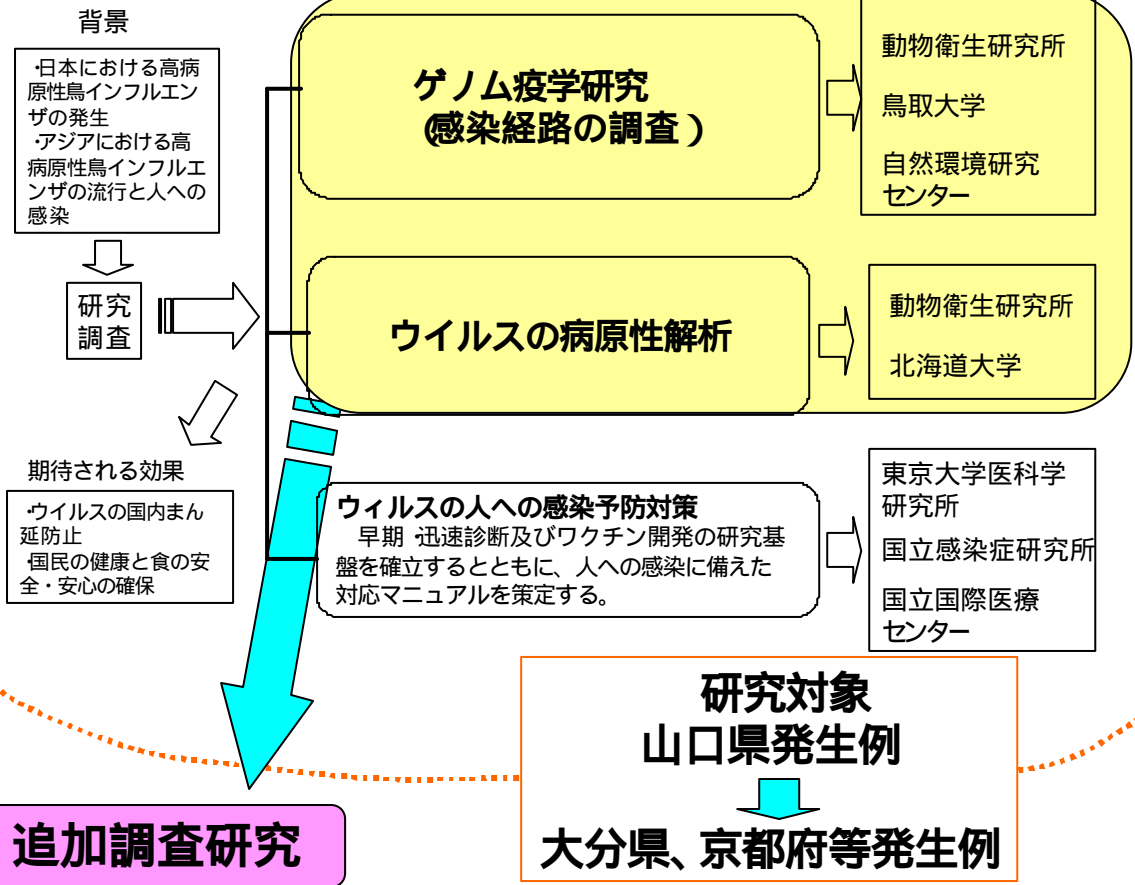 背景
・日本における高病
原性鳥インフルエン
ザの発生
・アジアにおける高
病原性鳥インフルエ
ンザの流行と人への
感染
研究
調査
期待される効果
・ウイルスの国内まん
延防止
・国民の健康と食の安
全・安心の確保
ゲノム疫学研究
(感染経路の調査)
動物衛生研究所
鳥取大学
自然環境研究
センター
ウイルスの病原性解析
動物衛生研究所
北海道大学
ウィルスの人への感染予防対策
早期・迅速診断及びワクチン開発の研究基
盤を確立するとともに、人への感染に備えた
対応マニュアルを策定する。
東京大学医科学
研究所
国立感染症研究所
国立国際医療
センター
研究対象
山口県発生例
大分県、京都府等発生例
追加調査研究